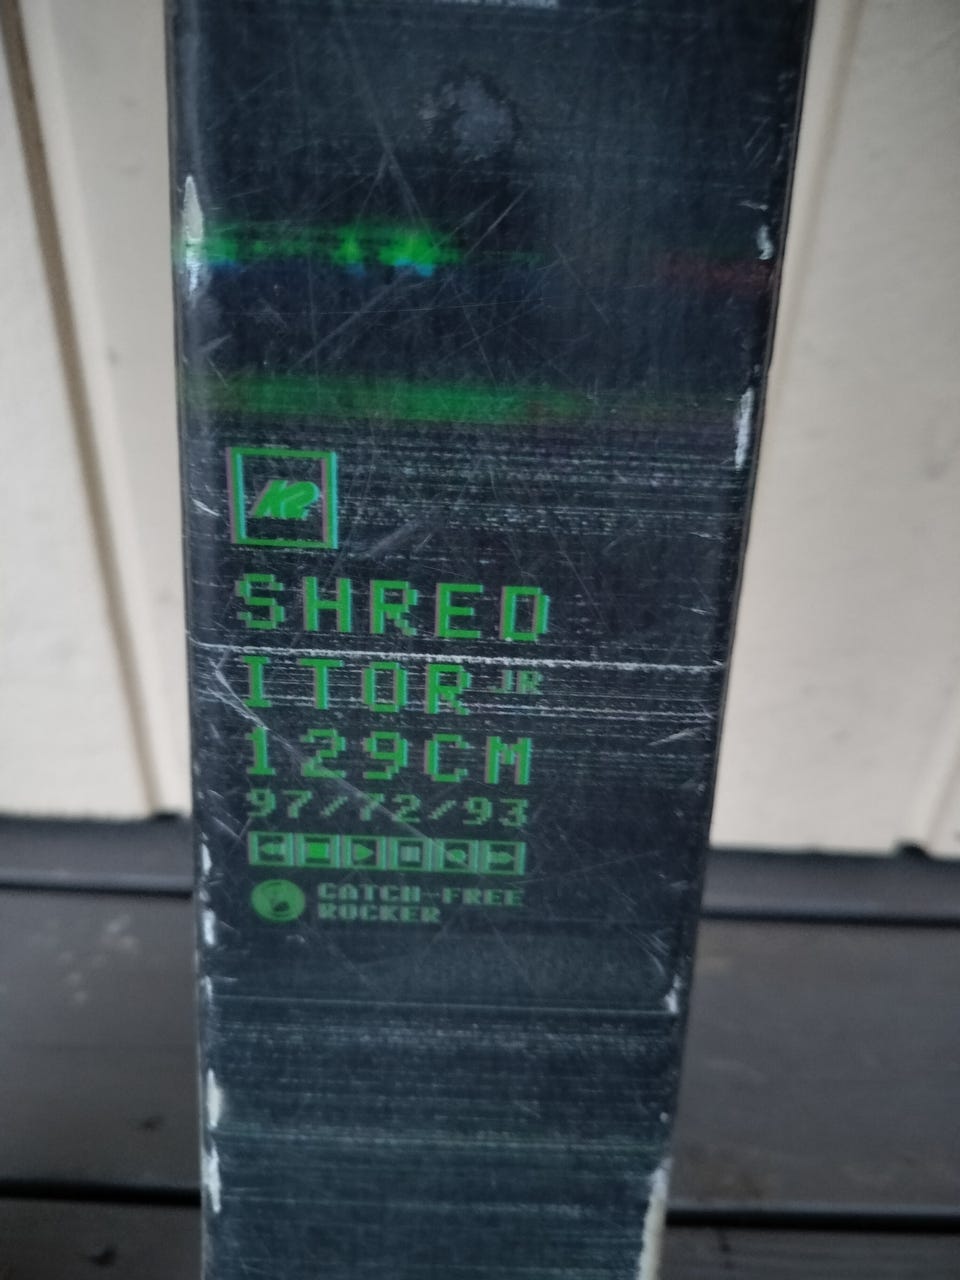 K2
SHRED
ITOR JR
129CM
97/72/93
CATCH-FREE
ROCKER